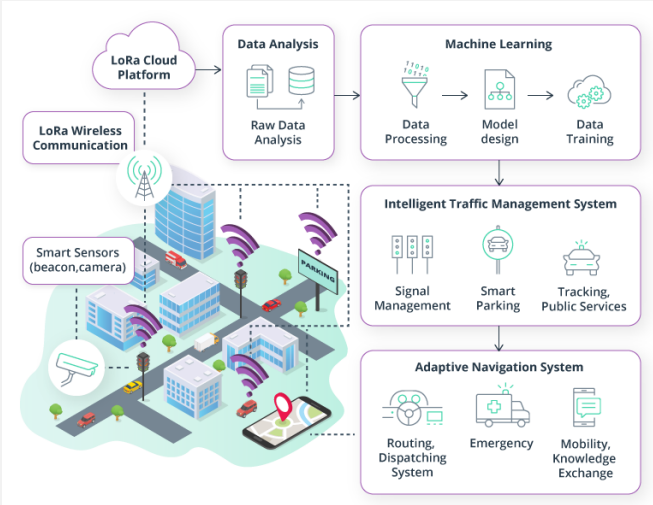 LoRa Cloud
Platform
Data Analysis
Raw Data
Analysis
Machine Learning
11010
10110
Data
Processing
Model
design
Data
Training
LoRa Wireless
Communication
Smart Sensors
(beacon,camera)
PARKING
Intelligent Traffic Management System
Signal
Management
Smart
Parking
Tracking,
Public Services
Adaptive Navigation System
Routing,
Dispatching
System
Emergency
Mobility,
Knowledge
Exchange